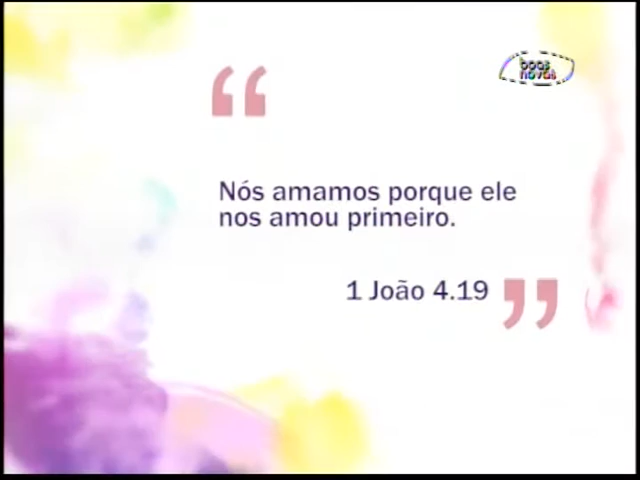 boas
novas
“
Nós amamos porque ele
nos amou primeiro.
1 João 4.19 ”